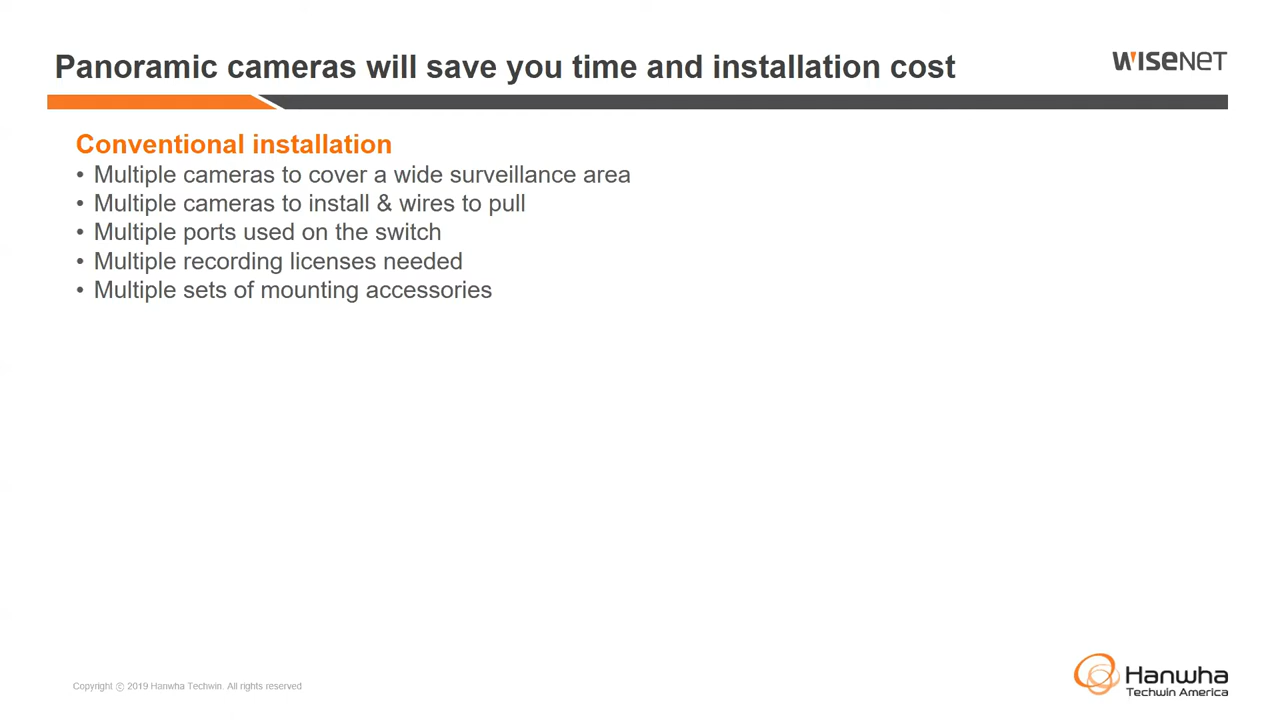 Panoramic cameras will save you time and installation cost
WISENET
Conventional installation
• Multiple cameras to cover a wide surveillance area
• Multiple cameras to install & wires to pull
• Multiple ports used on the switch
• Multiple recording licenses needed
• Multiple sets of mounting accessories
Copyright ⓒ 2019 Hanwha Techwin. All rights reserved
Hanwha
Techwin America